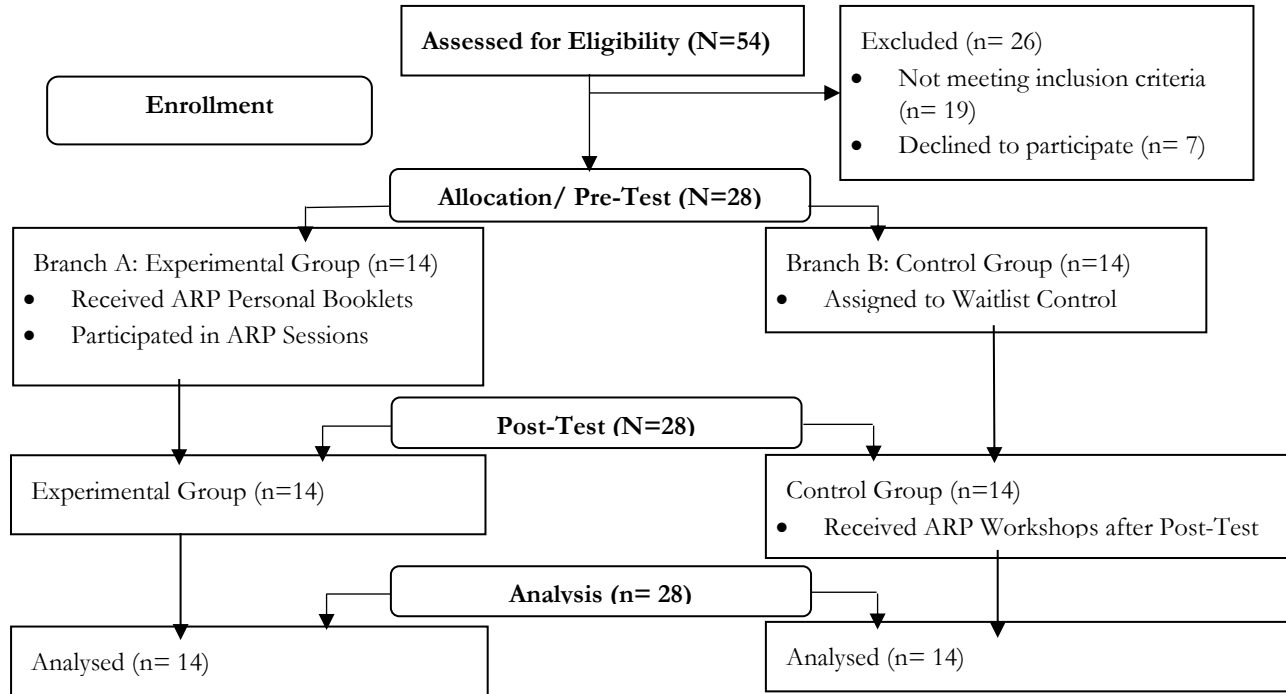 Assessed for Eligibility (N=54)
Excluded (n= 26)
• Not meeting inclusion criteria
(n= 19)
• Declined to participate (n= 7)
Enrollment
Allocation/ Pre-Test (N=28)
Branch A: Experimental Group (n=14)
• Received ARP Personal Booklets
• Participated in ARP Sessions
Branch B: Control Group (n=14)
• Assigned to Waitlist Control
Post-Test (N=28)
Experimental Group (n=14)
Control Group (n=14)
• Received ARP Workshops after Post-Test
Analysis (n= 28)
Analysed (n= 14)
Analysed (n= 14)